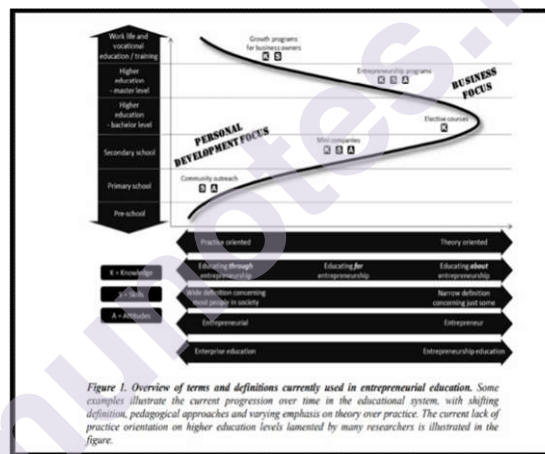 Work life and
vocational
education / training
Higher
education
- master level
Higher
education
- bachelor level
Secondary school
Primary school
Pre-school
Growth programs
for business owners
K S
Entrepreneurship programs
K S A
BUSINESS
FOCUS
Elective courses
K
PERSONAL
DEVELOPMENT FOCUS
Mini companies
K S A
Community outreach
S A
Practice oriented
Theory oriented
K = Knowledge
S = Skills
A = Attitudes
Educating through
entrepreneurship
Educating for
entrepreneurship
Educating about
entrepreneurship
Wide definition concerning
most people in society
Narrow definition
concerning just some
Entrepreneurial
Entrepreneur
Enterprise education
Entrepreneurship education
Figure 1. Overview of terms and definitions currently used in entrepreneurial education. Some
examples illustrate the current progression over time in the educational system, with shifting
definition, pedagogical approaches and varying emphasis on theory over practice. The current lack of
practice orientation on higher education levels lamented by many researchers is illustrated in the
figure.